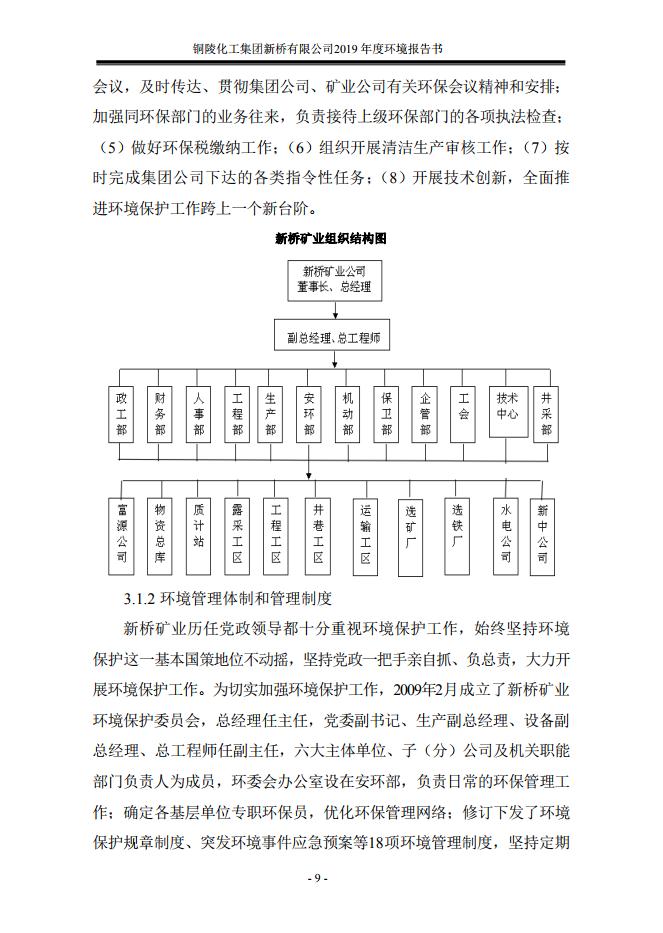 铜陵化工集团新桥有限公司2019 年度环境报告书
会议，及时传达、贯彻集团公司、矿业公司有关环保会议精神和安排；
加强同环保部门的业务往来，负责接待上级环保部门的各项执法检查；
（5）做好环保税缴纳工作；（6）组织开展清洁生产审核工作；（7）按
时完成集团公司下达的各类指令性任务；（8）开展技术创新，全面推
进环境保护工作跨上一个新台阶。
新桥矿业组织结构图
新桥矿业公司
董事长、总经理
副总经理、总工程师
政工部
财务部
人事部
工程部
生产部
安环部
机动部
保卫部
企管部
工会
技术中心
井采部
富源公司
物资总库
质计站
露采工区
工程工区
井巷工区
运输工区
选矿厂
选铁厂
水电公司
新中公司
3.1.2 环境管理体制和管理制度
新桥矿业历任党政领导都十分重视环境保护工作，始终坚持环境
保护这一基本国策地位不动摇，坚持党政一把手亲自抓、负总责，大力开
展环境保护工作。为切实加强环境保护工作，2009年2月成立了新桥矿业
环境保护委员会，总经理任主任，党委副书记、生产副总经理、设备副
总经理、总工程师任副主任，六大主体单位、子（分）公司及机关职能
部门负责人为成员，环委会办公室设在安环部，负责日常的环保管理工
作；确定各基层单位专职环保员，优化环保管理网络；修订下发了环境
保护规章制度、突发环境事件应急预案等18项环境管理制度，坚持定期
- 9 -